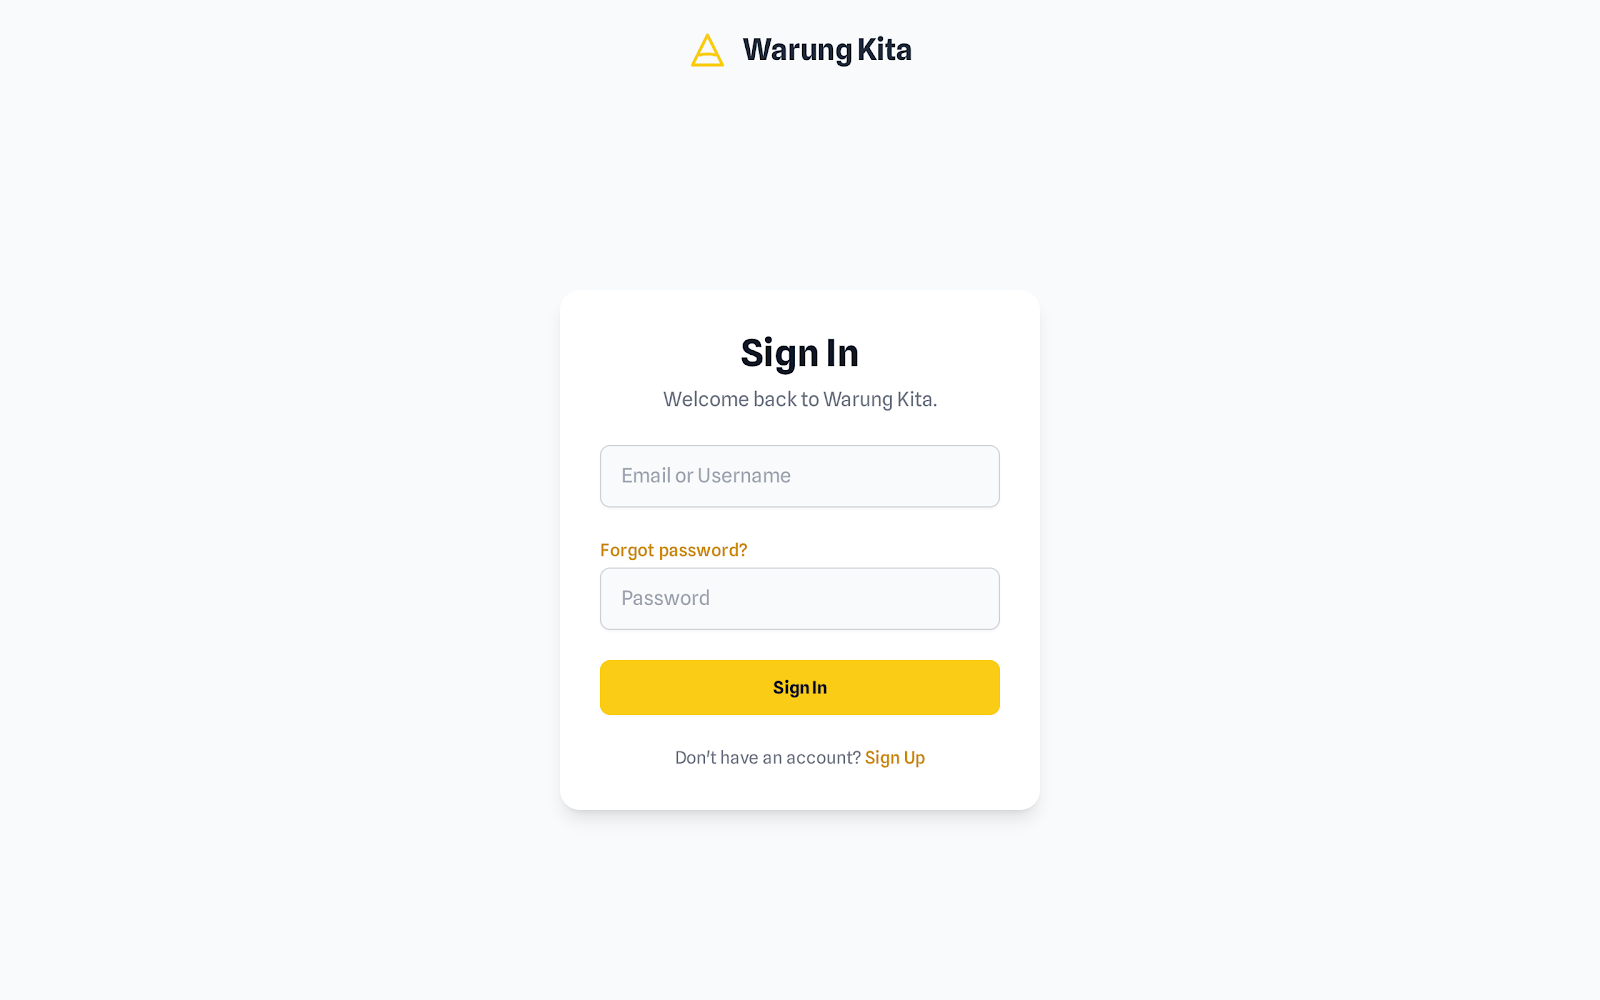 Warung Kita
Sign In
Welcome back to Warung Kita.
Email or Username
Forgot password?
Password
Sign In
Don't have an account? Sign Up